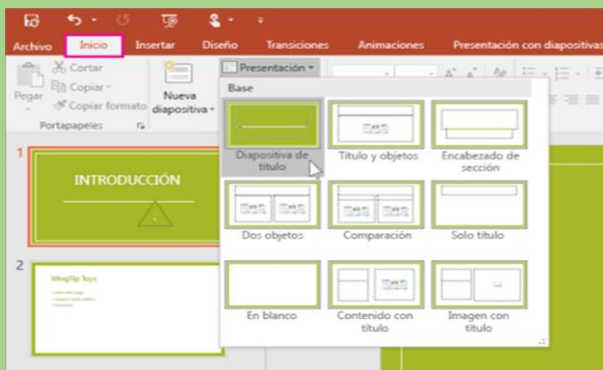 Archivo Inicio Insertar Diseño Transiciones Animaciones Presentación con diapositivas
Cortar
Copiar
Copiar formato
Pegar
Portapapeles
Nueva
diapositiva
Presentación
Base
Diapositiva de
título
Título y objetos
Encabezado de
sección
Dos objetos
Comparación
Solo título
En blanco
Contenido con
título
Imagen con
título
1
INTRODUCCIÓN
2
WingTip Toys